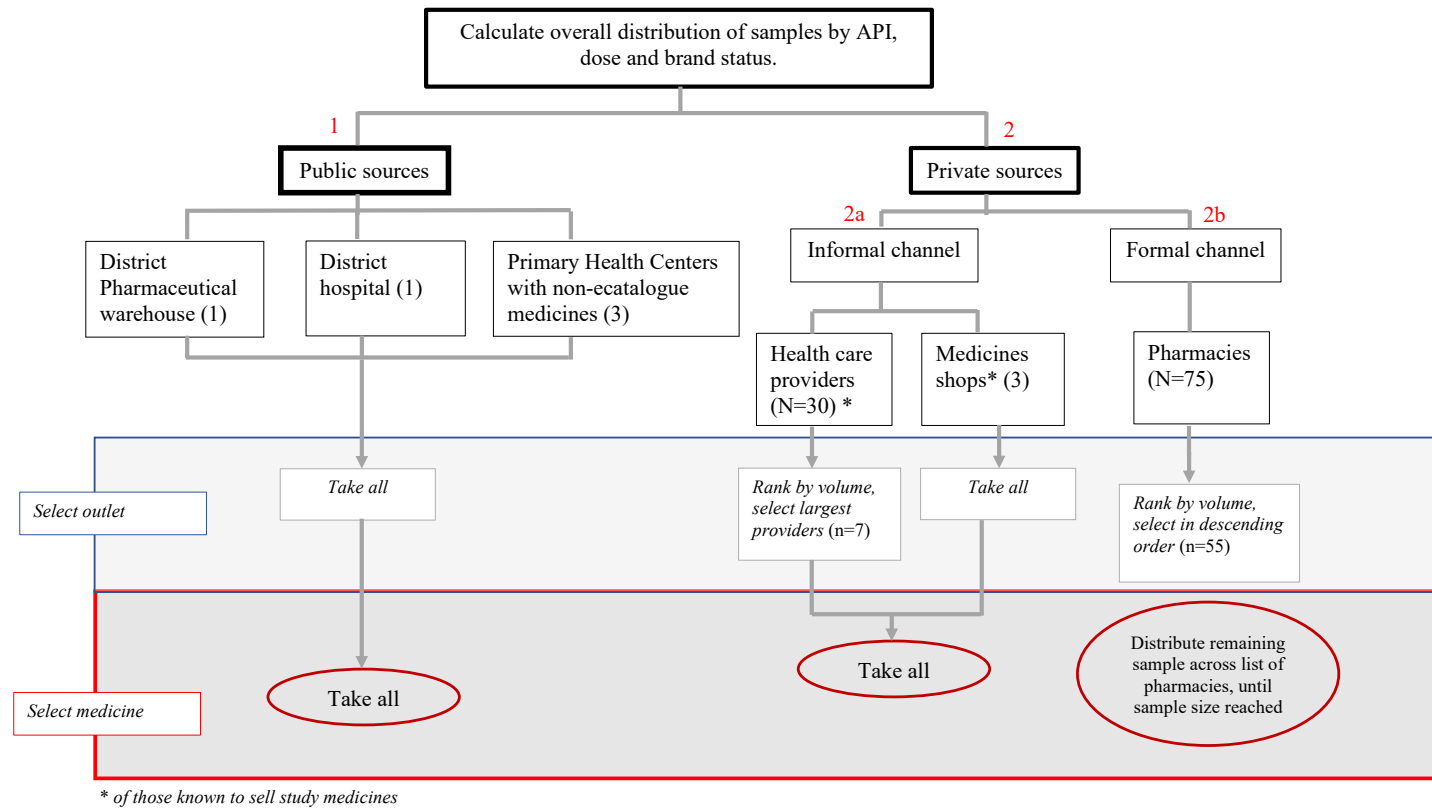 Calculate overall distribution of samples by API,
dose and brand status.
1
2
Public sources
Private sources
2a
2b
District
Pharmaceutical
warehouse (1)
District
hospital (1)
Primary Health Centers
with non-ecatalogue
medicines (3)
Informal channel
Formal channel
Health care
providers
(N=30) *
Medicines
shops* (3)
Pharmacies
(N=75)
Select outlet
Take all
Rank by volume,
select largest
providers (n=7)
Take all
Rank by volume,
select in descending
order (n=55)
Select medicine
Take all
Take all
Distribute remaining
sample across list of
pharmacies, until
sample size reached
* of those known to sell study medicines